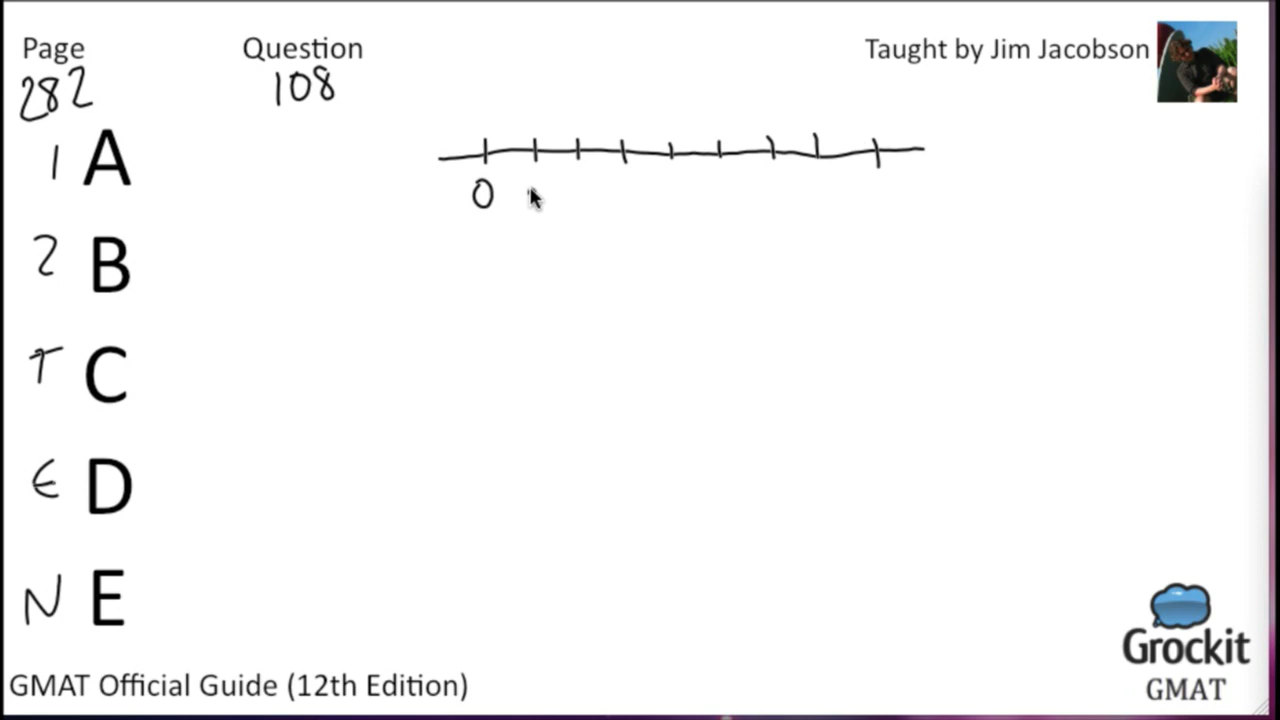 Page Question Taught by Jim Jacobson
282 108
1 A
0
2 B
T C
E D
N E
Grockit
GMAT
GMAT Official Guide (12th Edition)